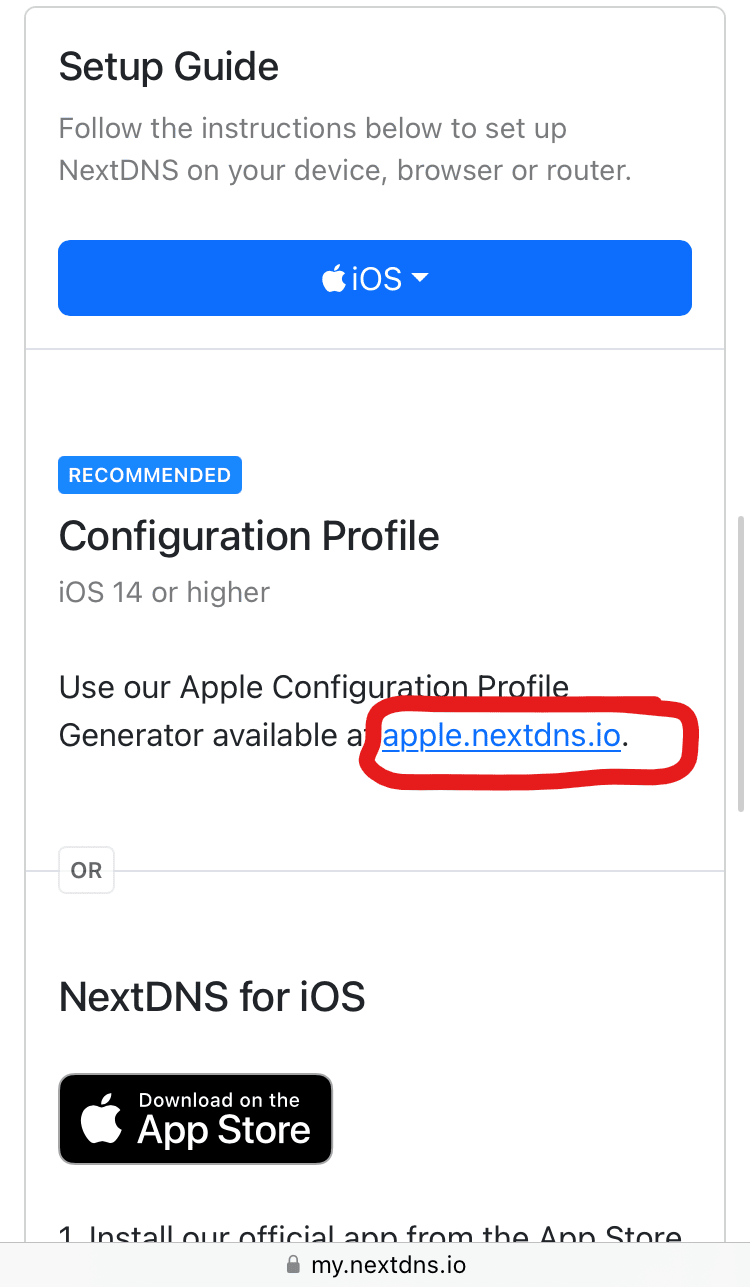 Setup Guide
Follow the instructions below to set up
NextDNS on your device, browser or router.
iOS
RECOMMENDED
Configuration Profile
iOS 14 or higher
Use our Apple Configuration Profile
Generator available at apple.nextdns.io.
OR
NextDNS for iOS
Download on the
App Store
1. Install our official app from the App Store
my.nextdns.io